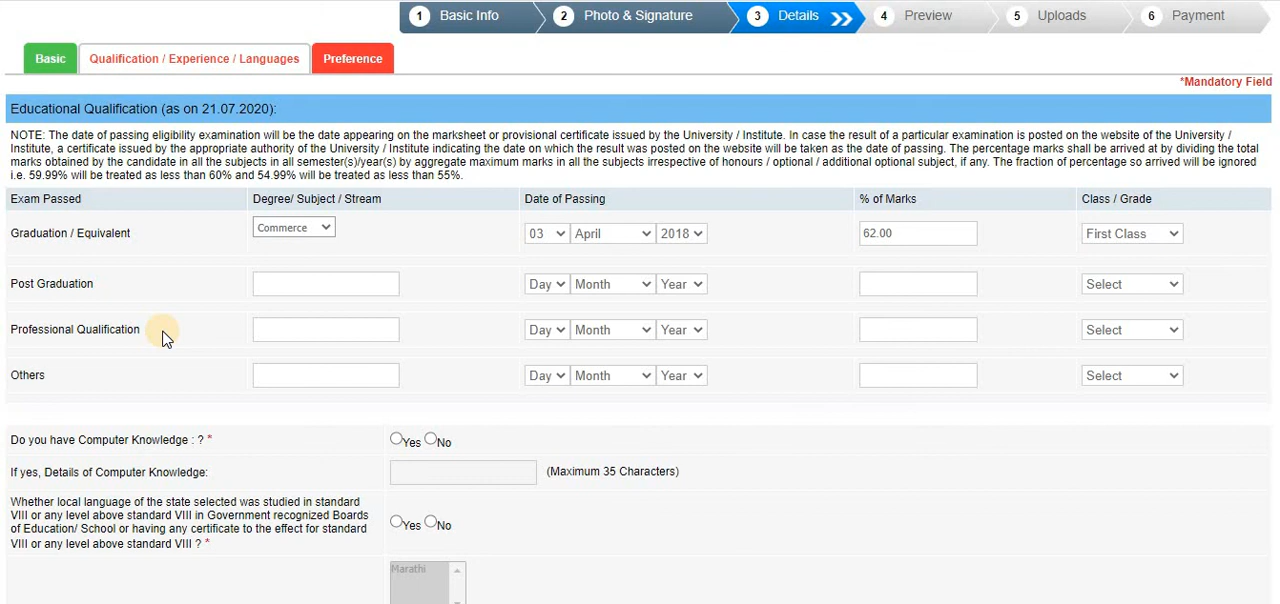 1 Basic Info 2 Photo & Signature 3 Details 4 Preview 5 Uploads 6 Payment
Basic Qualification / Experience / Languages Preference
*Mandatory Field
Educational Qualification (as on 21.07.2020):
NOTE: The date of passing eligibility examination will be the date appearing on the marksheet or provisional certificate issued by the University / Institute. In case the result of a particular examination is posted on the website of the University /
Institute, a certificate issued by the appropriate authority of the University / Institute indicating the date on which the result was posted on the website will be taken as the date of passing. The percentage marks shall be arrived at by dividing the total
marks obtained by the candidate in all the subjects in all semester(s)/year(s) by aggregate maximum marks in all the subjects irrespective of honours / optional / additional optional subject, if any. The fraction of percentage so arrived will be ignored
i.e. 59.99% will be treated as less than 60% and 54.99% will be treated as less than 55%.
Exam Passed Degree/ Subject / Stream Date of Passing % of Marks Class / Grade
Graduation / Equivalent Commerce 03 April 2018 62.00 First Class
Post Graduation Day Month Year Select
Professional Qualification Day Month Year Select
Others Day Month Year Select
Do you have Computer Knowledge : ? * Yes No
If yes, Details of Computer Knowledge: (Maximum 35 Characters)
Whether local language of the state selected was studied in standard
VIII or any level above standard VIII in Government recognized Boards
of Education/ School or having any certificate to the effect for standard Yes No
VIII or any level above standard VIII ? *
Marathi